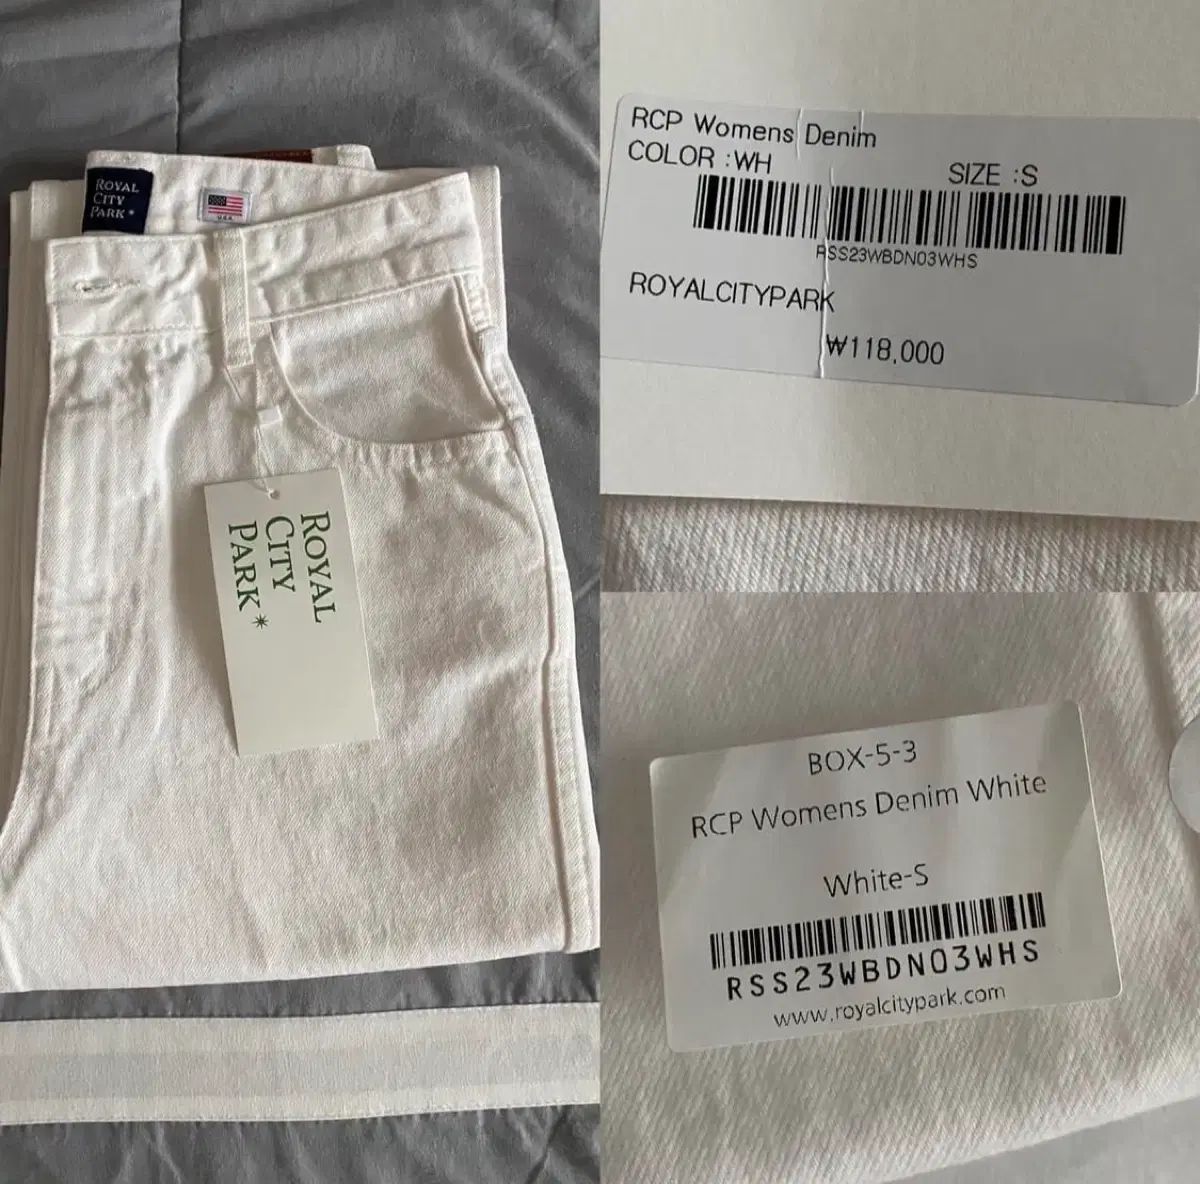 ROYAL
CITY
PARK*
U.S.A
ROYAL
CITY
PARK*
RCP Womens Denim
COLOR :WH
SIZE :S
RSS23WBDN03WHS
ROYALCITYPARK
₩118,000
BOX-5-3
RCP Womens Denim White
White-S
RSS23WBDN03WHS
www.royalcitypark.com